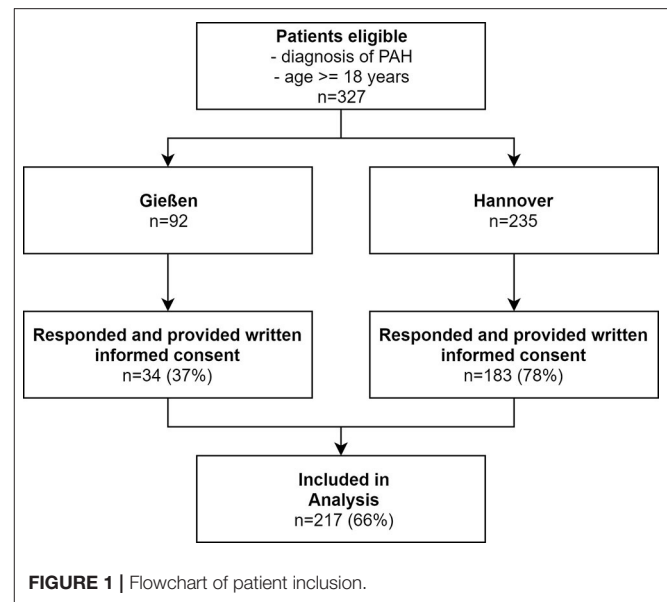 Patients eligible
- diagnosis of PAH
- age >= 18 years
n=327
Gießen
n=92
Hannover
n=235
Responded and provided written
informed consent
n=34 (37%)
Responded and provided written
informed consent
n=183 (78%)
Included in
Analysis
n=217 (66%)
FIGURE 1 | Flowchart of patient inclusion.